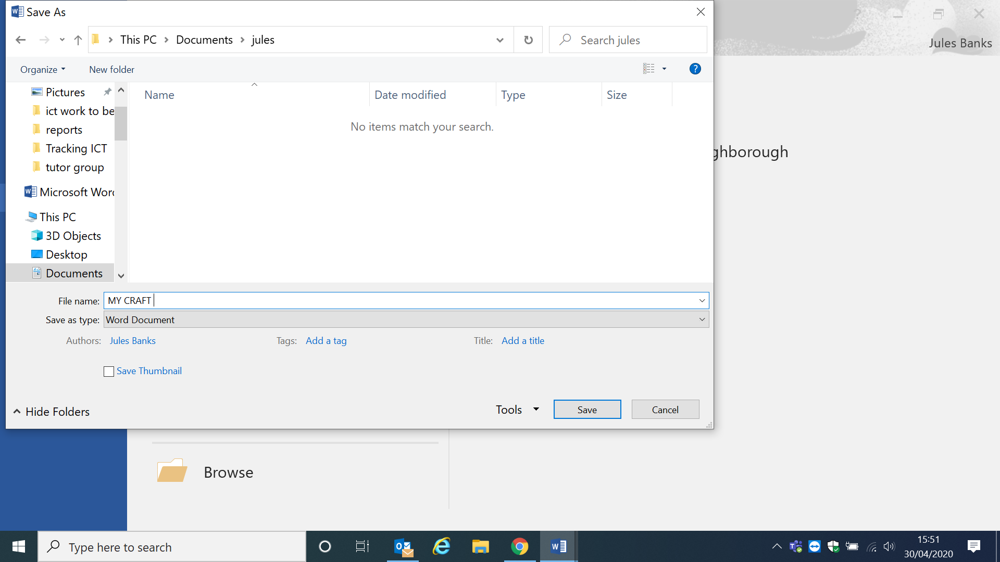 Save As
This PC > Documents > jules
Search jules
Jules Banks
Organize
New folder
Name
Date modified
Type
Size
No items match your search.
Pictures
ict work to be
reports
Tracking ICT
tutor group
Microsoft Word
This PC
3D Objects
Desktop
Documents
ghborough
File name: MY CRAFT
Save as type: Word Document
Authors: Jules Banks
Tags: Add a tag
Title: Add a title
Save Thumbnail
Hide Folders
Tools
Save
Cancel
Browse
Type here to search
15:51
30/04/2020